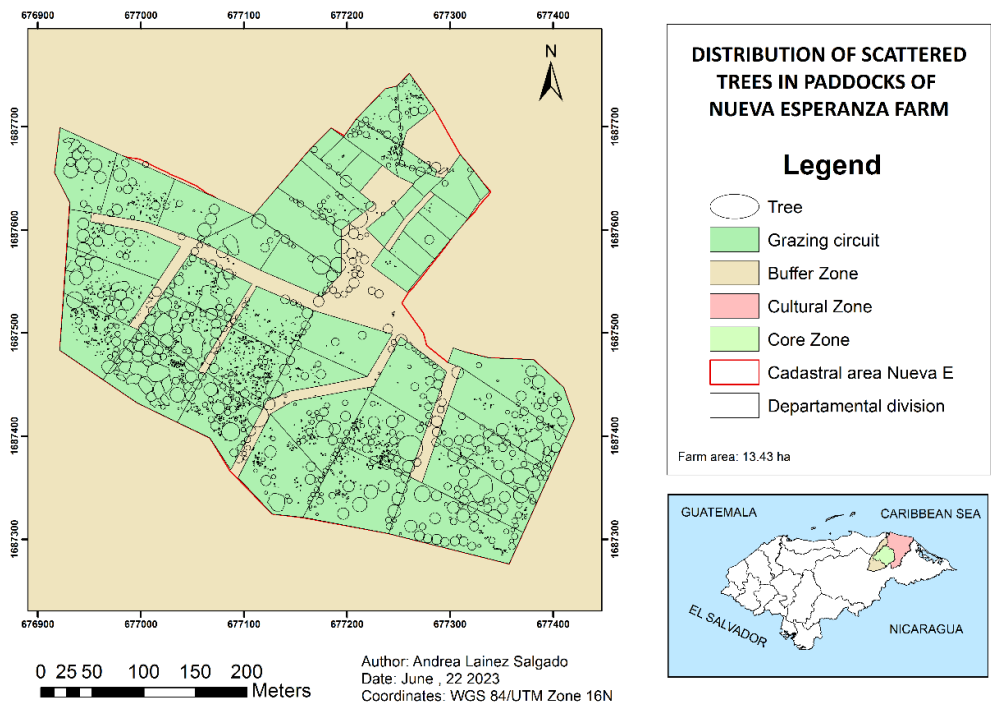 676900 677000 677100 677200 677300 677400
N
1687700 1687700
1687600 1687600
1687500 1687500
1687400 1687400
1687300 1687300
676900 677000 677100 677200 677300 677400
0 25 50 100 150 200
Meters
Author: Andrea Lainez Salgado
Date: June , 22 2023
Coordinates: WGS 84/UTM Zone 16N
DISTRIBUTION OF SCATTERED
TREES IN PADDOCKS OF
NUEVA ESPERANZA FARM
Legend
Tree
Grazing circuit
Buffer Zone
Cultural Zone
Core Zone
Cadastral area Nueva E
Departamental division
Farm area: 13.43 ha
GUATEMALA
CARIBBEAN SEA
EL SALVADOR
NICARAGUA